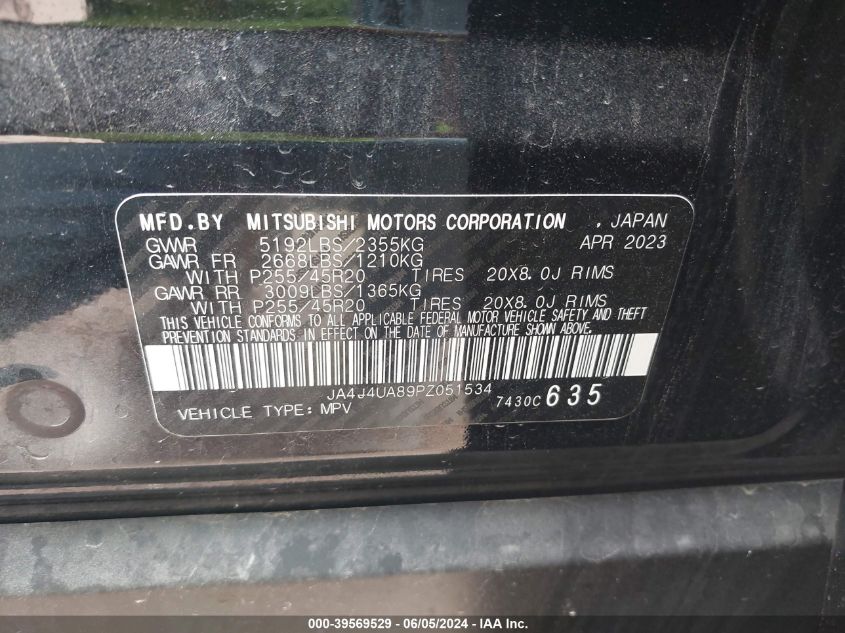 MFD.BY MITSUBISHI MOTORS CORPORATION , JAPAN
GVWR 5192LBS/2355KG APR 2023
GAWR FR 2668LBS/1210KG
WITH P255/45R20 TIRES 20X8.0J RIMS
GAWR RR 3009LBS/1365KG
WITH P255/45R20 TIRES 20X8.0J RIMS
THIS VEHICLE CONFORMS TO ALL APPLICABLE FEDERAL MOTOR VEHICLE SAFETY AND THEFT
PREVENTION STANDARDS IN EFFECT ON THE DATE OF MANUFACTURE SHOWN ABOVE.
JA4J4UA89PZ051534
VEHICLE TYPE: MPV 7430C 635
000-39569529 - 06/05/2024 - IAAI.com.